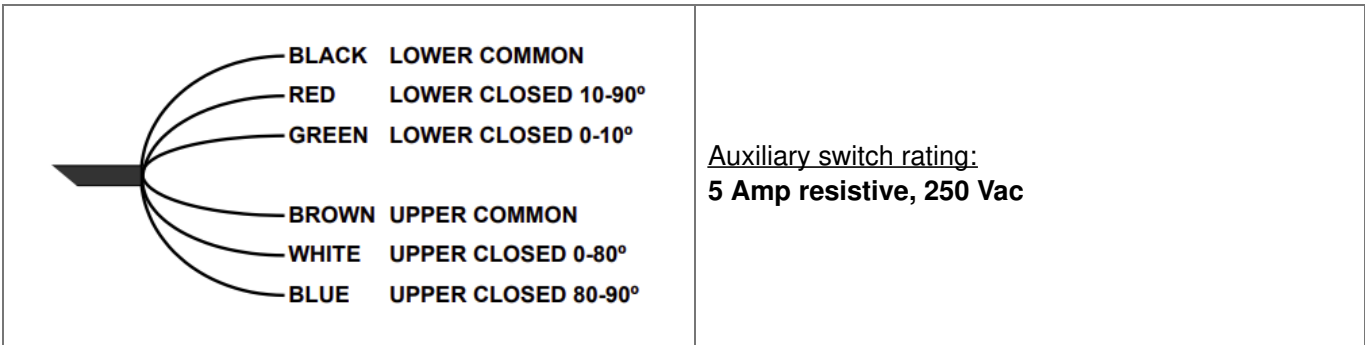 BLACK LOWER COMMON
RED LOWER CLOSED 10-90º
GREEN LOWER CLOSED 0-10º
BROWN UPPER COMMON
WHITE UPPER CLOSED 0-80º
BLUE UPPER CLOSED 80-90º
Auxiliary switch rating:
5 Amp resistive, 250 Vac